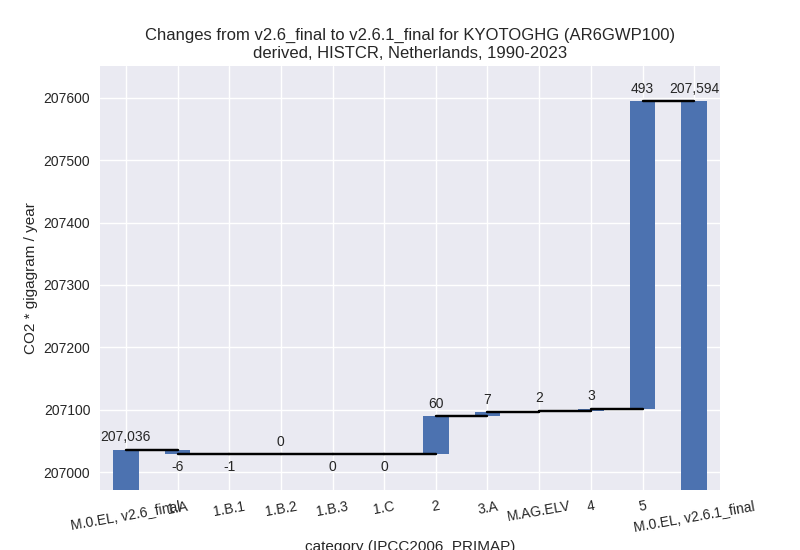 Changes from v2.6_final to v2.6.1_final for KYOTOGHG (AR6GWP100)
derived, HISTCR, Netherlands, 1990-2023
CO2 * gigagram / year
207600
207500
207400
207300
207200
207100
207000
207,036
-6
-1
0
0
0
60
7
2
3
493
207,594
M.0.EL, v2.6_final
1.A
1.B.1
1.B.2
1.B.3
1.C
2
3.A
M.AG.ELV
4
5
M.0.EL, v2.6.1_final
category (IPCC2006_PRIMAP)